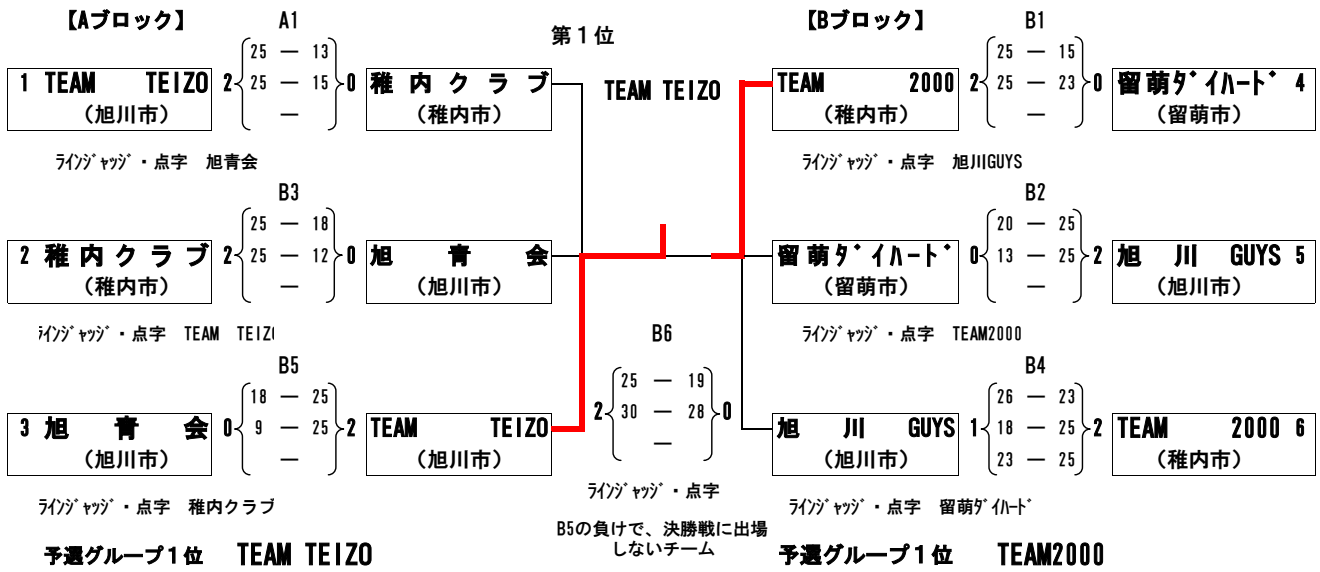 【Aブロック】 A1 第１位 【Bブロック】 B1
25 － 13 25 － 15
1 TEAM TEIZO 2 25 － 15 0 稚内クラブ TEAM TEIZO TEAM 2000 2 25 － 23 0 留萌ﾀﾞｲﾊｰﾄﾞ 4
（旭川市） － （稚内市） （稚内市） － （留萌市）
ﾗｲﾝｼﾞｬｯｼﾞ・点字 旭青会 ﾗｲﾝｼﾞｬｯｼﾞ・点字 旭川GUYS
B3 B2
25 － 18 20 － 25
2 稚内クラブ 2 25 － 12 0 旭青会 留萌ﾀﾞｲﾊｰﾄﾞ 0 13 － 25 2 旭川 GUYS 5
（稚内市） － （旭川市） （留萌市） － （旭川市）
ﾗｲﾝｼﾞｬｯｼﾞ・点字 TEAM TEIZO ﾗｲﾝｼﾞｬｯｼﾞ・点字 TEAM2000
B5 B6 B4
18 － 25 25 － 19 26 － 23
3 旭青会 0 9 － 25 2 TEAM TEIZO 2 30 － 28 0 旭川 GUYS 1 18 － 25 2 TEAM 2000 6
（旭川市） － （旭川市） － （旭川市） 23 － 25 （稚内市）
ﾗｲﾝｼﾞｬｯｼﾞ・点字 稚内クラブ ﾗｲﾝｼﾞｬｯｼﾞ・点字 ﾗｲﾝｼﾞｬｯｼﾞ・点字 留萌ﾀﾞｲﾊｰﾄﾞ
B5の負けで、決勝戦に出場
しないチーム
予選グループ１位 TEAM TEIZO 予選グループ１位 TEAM2000